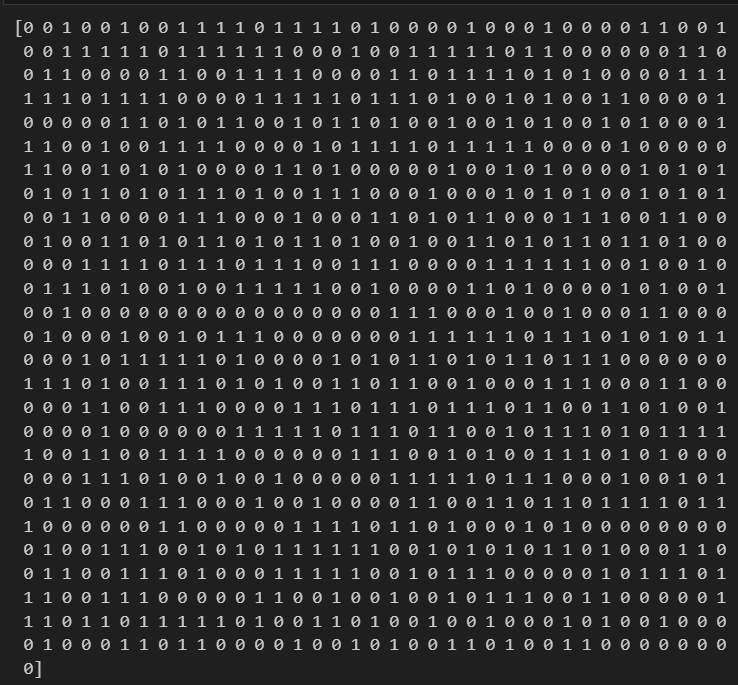 [0 0 1 0 0 1 0 0 1 1 1 1 0 1 1 1 1 0 1 0 0 0 0 1 0 0 0 1 0 0 0 0 1 1 0 0 1
0 0 1 1 1 1 1 0 1 1 1 1 1 1 0 0 0 1 0 0 1 1 1 1 1 0 1 1 0 0 0 0 0 0 1 1 0
0 1 1 0 0 0 0 1 1 0 0 1 1 1 1 0 0 0 0 1 1 0 1 1 1 1 0 1 0 1 0 0 0 0 1 1 1
1 1 1 0 1 1 1 1 0 0 0 0 1 1 1 1 1 0 1 1 1 0 1 0 0 1 0 1 0 0 1 1 0 0 0 0 1
0 0 0 0 0 1 1 0 1 0 1 1 0 0 1 0 1 1 0 1 0 0 1 0 0 1 0 1 0 0 1 0 1 0 0 0 1
1 1 0 0 1 0 0 1 1 1 1 0 0 0 0 1 0 1 1 1 1 0 1 1 1 1 1 0 0 0 0 1 0 0 0 0 0
1 1 0 0 1 0 1 0 1 0 0 0 0 1 1 0 1 0 0 0 0 0 1 0 0 1 0 1 0 0 0 0 1 0 1 0 1
0 1 0 1 1 0 1 0 1 1 1 0 1 0 0 1 1 1 0 0 0 1 0 0 0 1 0 1 0 1 0 0 1 0 1 0 1
0 0 1 1 0 0 0 0 1 1 1 0 0 0 1 0 0 0 1 1 0 1 0 1 1 0 0 0 1 1 1 0 0 1 1 0 0
0 1 0 0 1 1 0 1 0 1 1 0 1 0 1 1 0 1 0 0 1 0 0 1 1 0 1 0 1 1 0 1 1 0 1 0 0
0 0 0 1 1 1 1 0 1 1 1 0 1 1 1 0 0 1 1 1 0 0 0 0 1 1 1 1 1 1 0 0 1 0 0 1 0
0 1 1 1 0 1 0 0 1 0 0 1 1 1 1 1 0 0 1 0 0 0 0 1 1 0 1 0 0 0 0 1 0 1 0 0 1
0 0 1 0 0 0 0 0 0 0 0 0 0 0 0 0 0 0 0 1 1 1 0 0 0 1 0 0 1 0 0 0 1 1 0 0 0
0 1 0 0 0 1 0 0 1 0 1 1 1 0 0 0 0 0 0 0 1 1 1 1 1 1 0 1 1 1 0 1 0 1 0 1 1
0 0 0 1 0 1 1 1 1 1 0 1 0 0 0 0 1 0 1 0 1 1 0 1 0 1 1 0 1 1 1 0 0 0 0 0 0
1 1 1 0 1 0 0 1 1 1 0 1 0 1 0 0 1 1 0 1 1 0 0 1 0 0 0 1 1 1 0 0 0 1 1 0 0
0 0 0 1 1 0 0 1 1 1 0 0 0 0 1 1 1 0 1 1 1 0 1 1 1 0 1 1 0 0 1 1 0 1 0 0 1
0 0 0 0 1 0 0 0 0 0 0 1 1 1 1 1 0 1 1 1 0 1 1 0 0 1 0 1 1 1 0 1 0 1 1 1 1
1 0 0 1 1 0 0 1 1 1 1 0 0 0 0 0 0 1 1 1 0 0 1 0 1 0 0 1 1 1 0 1 0 1 0 0 0
0 0 0 1 1 1 0 1 0 0 1 0 0 1 0 0 0 0 0 1 1 1 1 1 0 1 1 1 0 0 0 1 0 0 1 0 1
0 1 1 0 0 0 1 1 1 0 0 0 1 0 0 1 0 0 0 0 1 1 0 0 1 1 0 1 1 0 1 1 1 1 0 1 1
1 0 0 0 0 0 0 1 1 0 0 0 0 0 1 1 1 1 0 1 1 0 1 0 0 0 1 0 1 0 0 0 0 0 0 0 0
0 1 0 0 1 1 1 0 0 1 0 1 0 1 1 1 1 1 1 0 0 1 0 1 0 1 0 1 1 0 1 0 0 0 1 1 0
0 1 1 0 0 1 1 1 0 1 0 0 0 1 1 1 1 1 0 0 1 0 1 1 1 0 0 0 0 0 1 0 1 1 1 0 1
1 1 0 0 1 1 1 0 0 0 0 0 1 1 0 0 1 0 0 1 0 0 1 0 1 1 1 0 0 1 1 0 0 0 0 0 1
1 1 0 1 1 0 1 1 1 1 1 0 1 0 0 1 1 0 1 0 0 1 0 0 1 0 0 0 1 0 1 0 0 1 0 0 0
0 1 0 0 0 1 1 0 1 1 0 0 0 0 1 0 0 1 0 1 0 0 1 1 0 1 0 0 1 1 0 0 0 0 0 0 0
0]